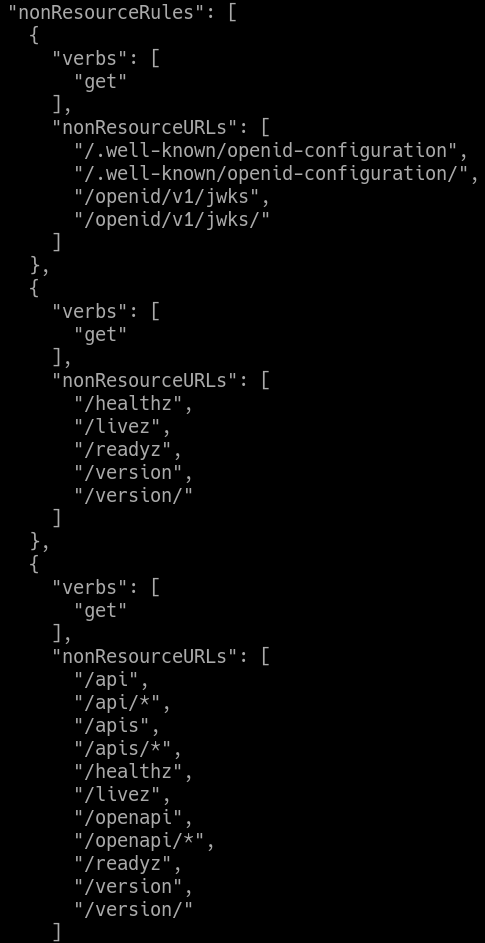 "nonResourceRules": [
  {
    "verbs": [
      "get"
    ],
    "nonResourceURLs": [
      "/.well-known/openid-configuration",
      "/.well-known/openid-configuration/",
      "/openid/v1/jwks",
      "/openid/v1/jwks/"
    ]
  },
  {
    "verbs": [
      "get"
    ],
    "nonResourceURLs": [
      "/healthz",
      "/livez",
      "/readyz",
      "/version",
      "/version/"
    ]
  },
  {
    "verbs": [
      "get"
    ],
    "nonResourceURLs": [
      "/api",
      "/api/*",
      "/apis",
      "/apis/*",
      "/healthz",
      "/livez",
      "/openapi",
      "/openapi/*",
      "/readyz",
      "/version",
      "/version/"
    ]